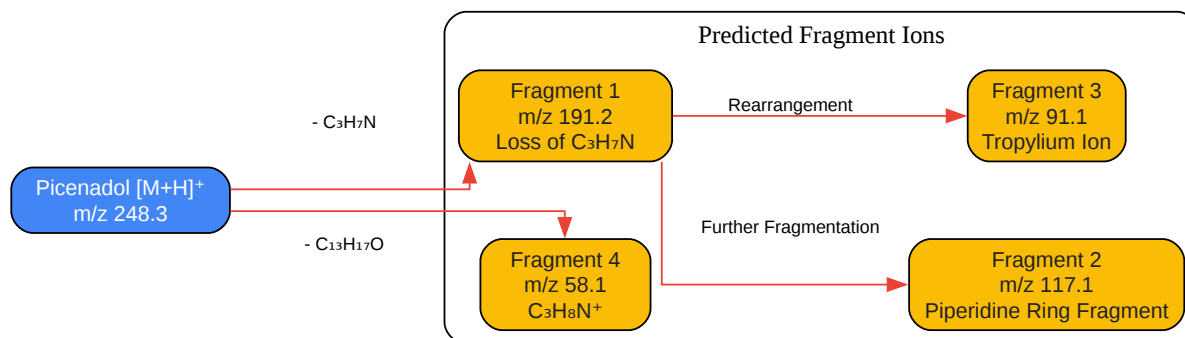 Predicted Fragment Ions
- C₃H₇N
Picenadol [M+H]⁺
m/z 248.3
- C₁₃H₁₇O
Fragment 1
m/z 191.2
Loss of C₃H₇N
Rearrangement
Fragment 3
m/z 91.1
Tropylium Ion
Fragment 4
m/z 58.1
C₃H₈N⁺
Further Fragmentation
Fragment 2
m/z 117.1
Piperidine Ring Fragment